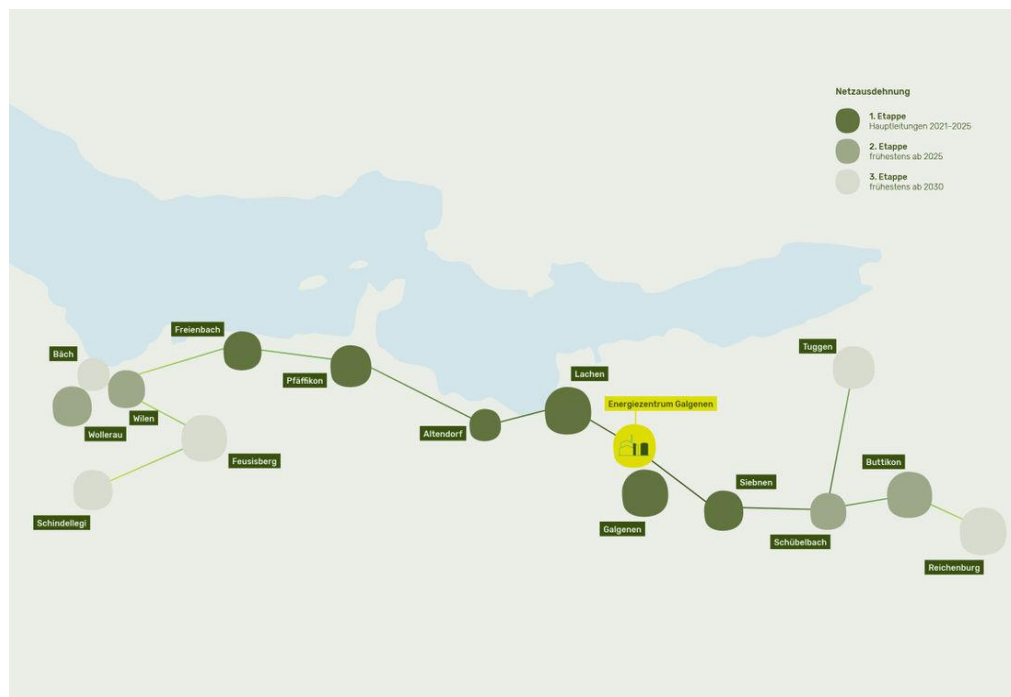 Netzausdehnung
1. Etappe
Hauptleitungen 2021–2025
2. Etappe
frühestens ab 2025
3. Etappe
frühestens ab 2030
Freienbach
Bäch
Pfäffikon
Wilen
Wollerau
Feusisberg
Schindellegi
Altendorf
Lachen
Energiezentrum Galgenen
Galgenen
Siebnen
Tuggen
Schübelbach
Buttikon
Reichenburg